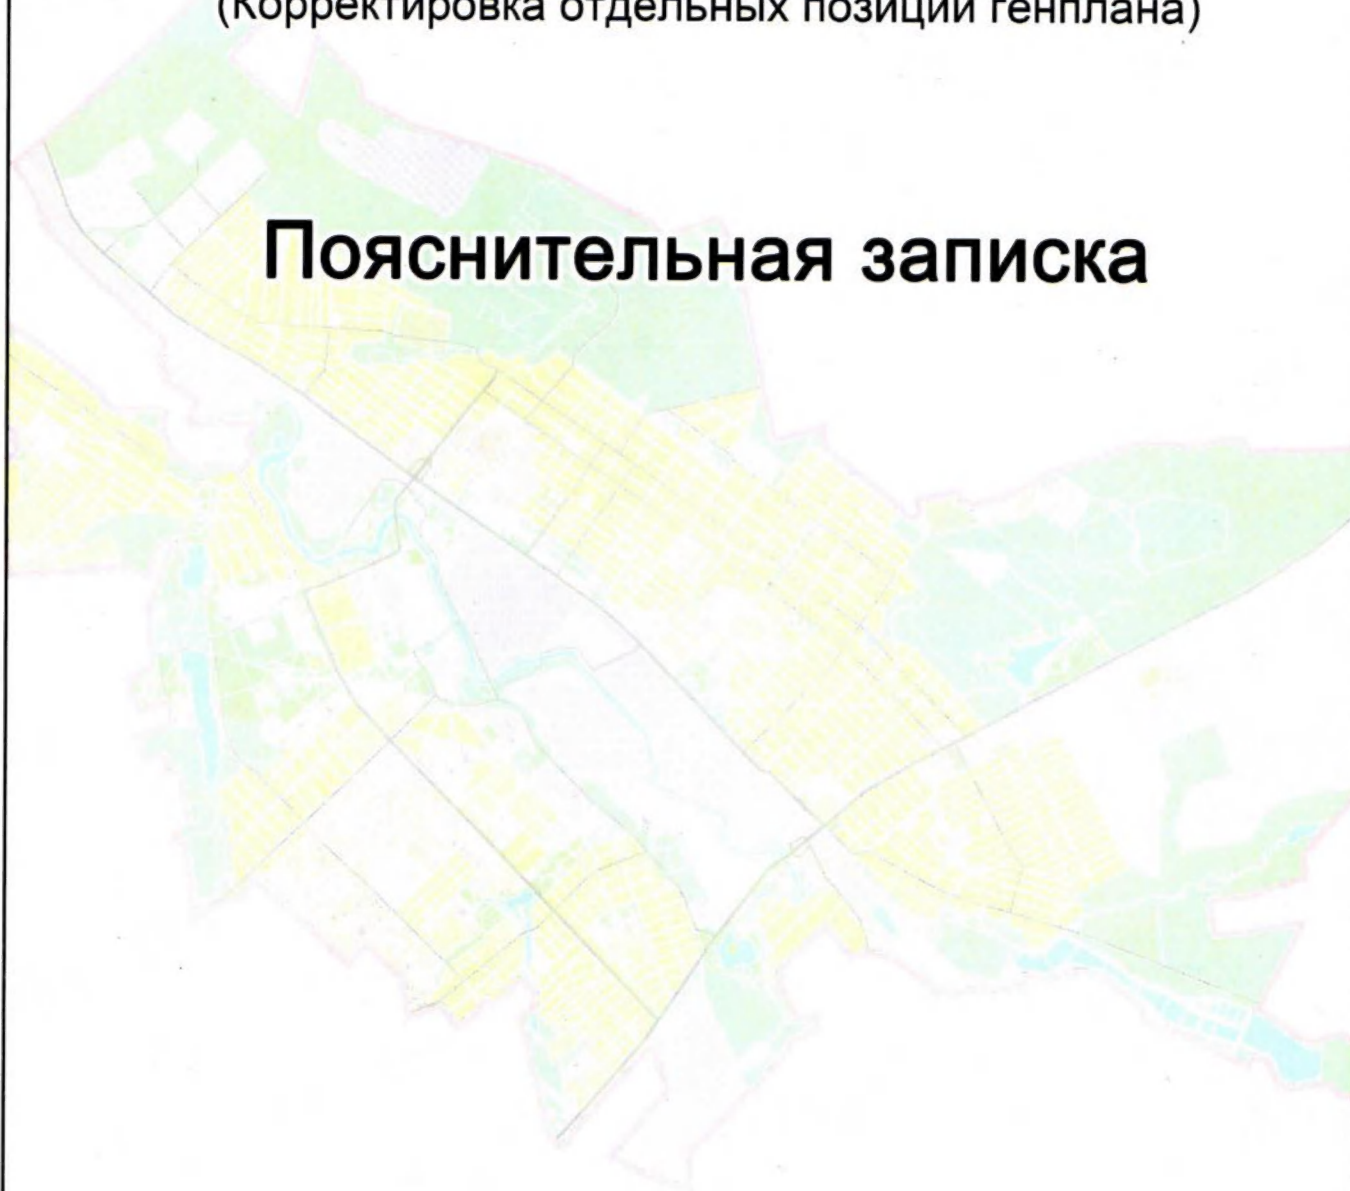 (Корректировка отдельных позиций генплана)
Пояснительная записка